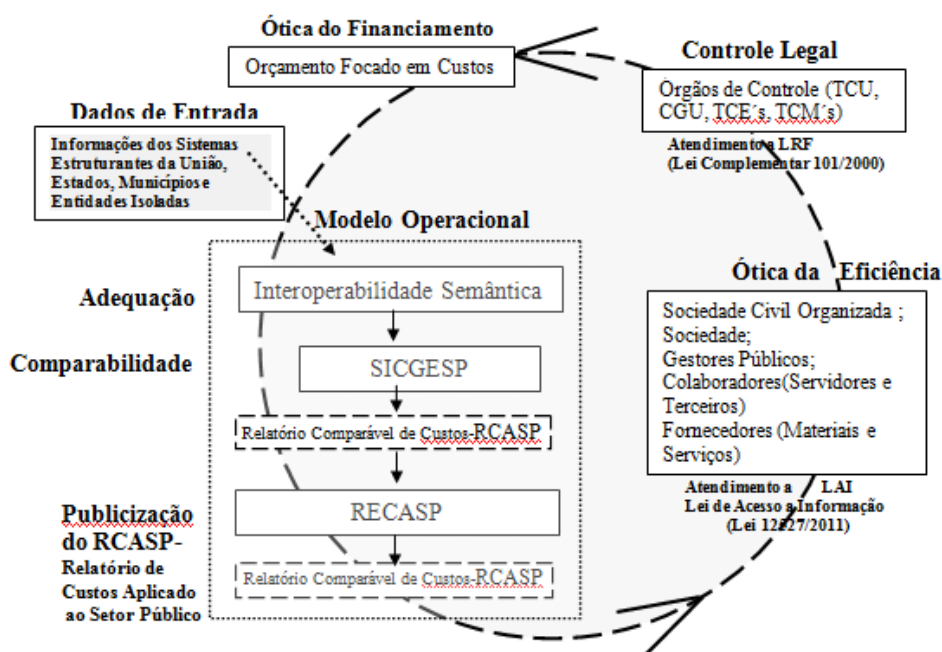 Ótica do Financiamento
Orçamento Focado em Custos
Controle Legal
Órgãos de Controle (TCU,
CGU, TCE´s, TCM´s)
Atendimento a LRF
(Lei Complementar 101/2000)
Dados de Entrada
Informações dos Sistemas
Estruturantes da União,
Estados, Municípios e
Entidades Isoladas
Modelo Operacional
Adequação
Interoperabilidade Semântica
Comparabilidade
SICGESP
Relatório Comparável de Custos-RCASP
Publicização
do RCASP-
Relatório de
Custos Aplicado
ao Setor Público
RECASP
Relatório Comparável de Custos-RCASP
Ótica da Eficiência
Sociedade Civil Organizada ;
Sociedade;
Gestores Públicos;
Colaboradores(Servidores e
Terceiros)
Fornecedores (Materiais e
Serviços)
Atendimento a LAI
Lei de Acesso a Informação
(Lei 12627/2011)